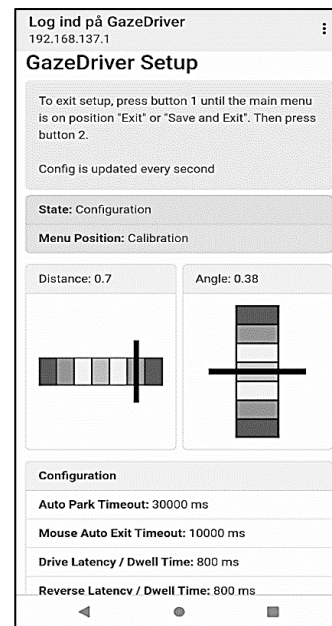 Log ind på GazeDriver
192.168.137.1
GazeDriver Setup
To exit setup, press button 1 until the main menu
is on position "Exit" or "Save and Exit". Then press
button 2.
Config is updated every second
State: Configuration
Menu Position: Calibration
Distance: 0.7
Angle: 0.38
Configuration
Auto Park Timeout: 30000 ms
Mouse Auto Exit Timeout: 10000 ms
Drive Latency / Dwell Time: 800 ms
Reverse Latency / Dwell Time: 800 ms